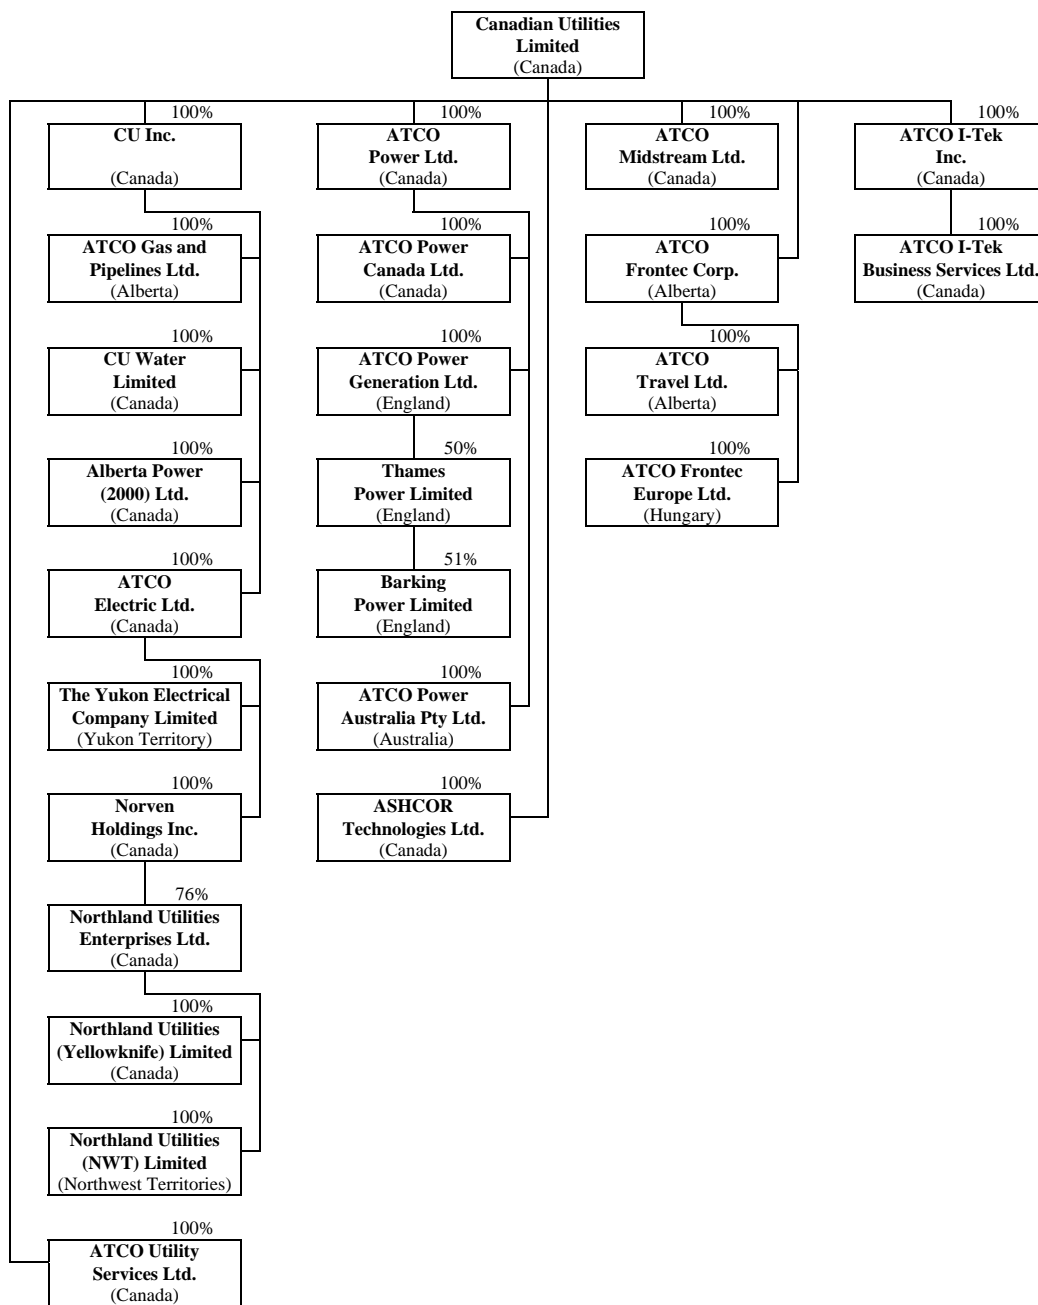 Canadian Utilities
Limited
(Canada)
100%
CU Inc.
(Canada)
100%
ATCO Gas and
Pipelines Ltd.
(Alberta)
100%
CU Water
Limited
(Canada)
100%
Alberta Power
(2000) Ltd.
(Canada)
100%
ATCO
Electric Ltd.
(Canada)
100%
The Yukon Electrical
Company Limited
(Yukon Territory)
100%
Norven
Holdings Inc.
(Canada)
76%
Northland Utilities
Enterprises Ltd.
(Canada)
100%
Northland Utilities
(Yellowknife) Limited
(Canada)
100%
Northland Utilities
(NWT) Limited
(Northwest Territories)
100%
ATCO Utility
Services Ltd.
(Canada)
100%
ATCO
Power Ltd.
(Canada)
100%
ATCO Power
Canada Ltd.
(Canada)
100%
ATCO Power
Generation Ltd.
(England)
50%
Thames
Power Limited
(England)
51%
Barking
Power Limited
(England)
100%
ATCO Power
Australia Pty Ltd.
(Australia)
100%
ASHCOR
Technologies Ltd.
(Canada)
100%
ATCO
Midstream Ltd.
(Canada)
100%
ATCO
Frontec Corp.
(Alberta)
100%
ATCO
Travel Ltd.
(Alberta)
100%
ATCO Frontec
Europe Ltd.
(Hungary)
100%
ATCO I-Tek
Inc.
(Canada)
100%
ATCO I-Tek
Business Services Ltd.
(Canada)